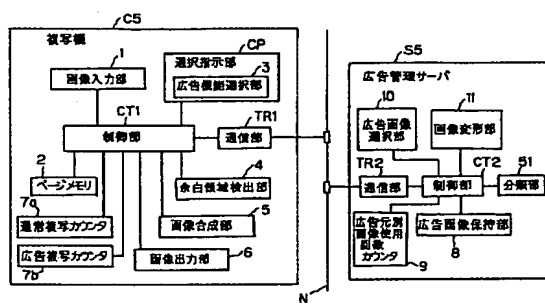 C5
複写機
1
画像入力部
CP
選択指示部
3
広告機能選択部
CT1
制御部
TR1
通信部
2
ページメモリ
4
余白領域検出部
7a
通常複写カウンタ
5
画像合成部
7b
広告複写カウンタ
6
画像出力部
N
S5
広告管理サーバ
10
広告画像
選択部
11
画像変形部
TR2
通信部
CT2
制御部
S1
分類部
広告元別
画像使用
回数
カウンタ
9
広告画像保持部
8